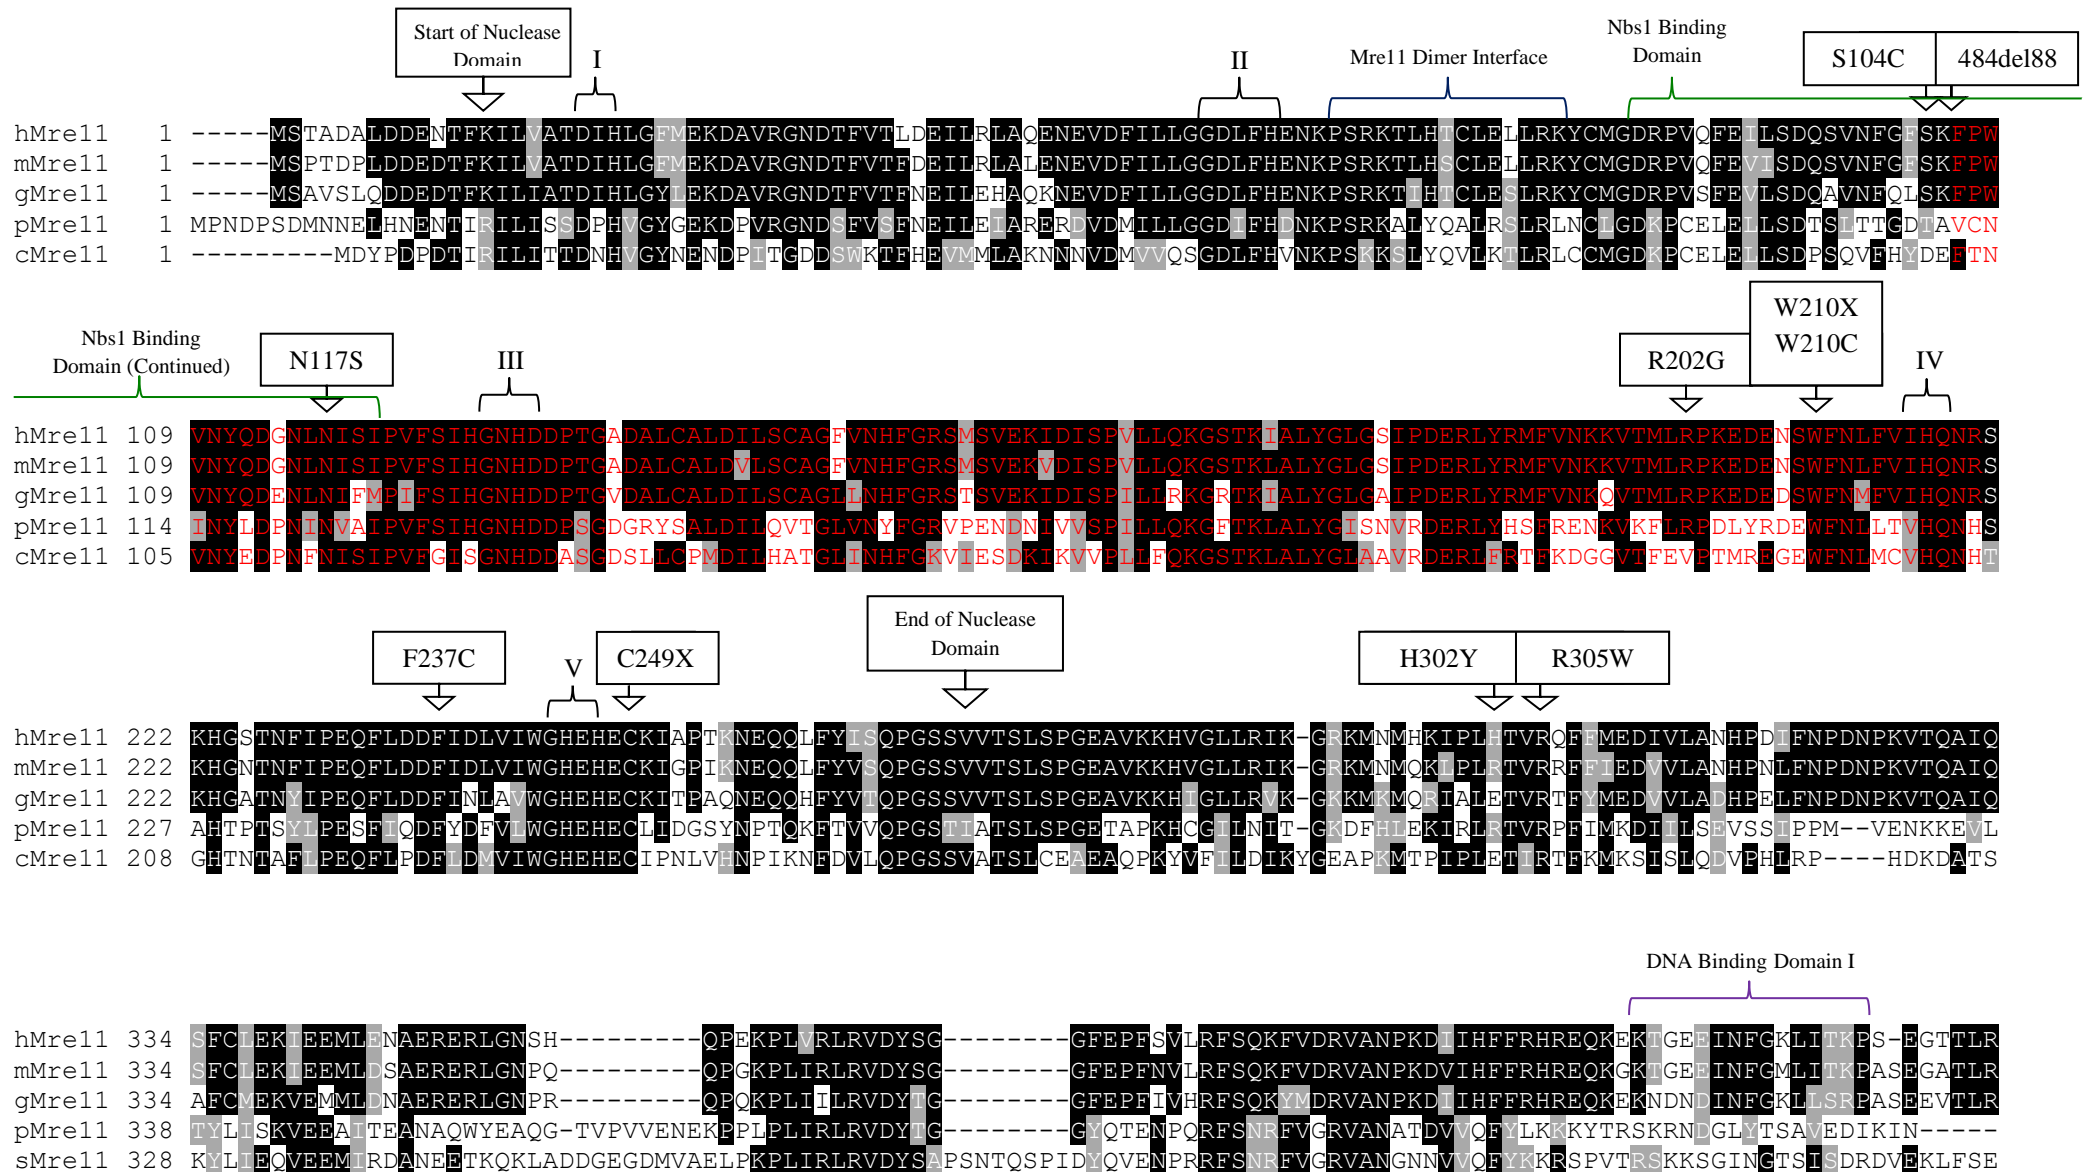 Start of Nuclease
Domain
I
II
Mre11 Dimer Interface
Nbs1 Binding
Domain
S104C
484del88
hMre11 1 -----MSTADALDDENTFKILVATDIHLGFMEKDAVRGNDTFVTLDEILRLAQENEVDFILLGGDLFHENKPSRKTLHTCLELLRKYCMGDRPVQFEILSDQSVNFGFSKFPW
mMre11 1 -----MSPTDPLDDEDTFKILVATDIHLGFMEKDAVRGNDTFVTFDEILRLALENEVDFILLGGDLFHENKPSRKTLHSCLELLRKYCMGDRPVQFEVISDQSVNFGFSKFPW
gMre11 1 -----MSAVSLQDDEDTFKILIATDIHLGYLEKDAVRGNDTFVTFNEILEHAQKNEVDFILLGGDLFHENKPSRKTIHTCLESLRKYCMGDRPVSFEVLSDQAVNFQLSKFPW
pMre11 1 MPNDPSDMNNELHNENTIRILISSDPHVGYGEKDPVRGNDSFVSFNEILEIARERDVDMILLGGDIFHDNKPSRKALYQALRSLRLNCLGDKPCELELLSDTSLTTGDTAVCN
cMre11 1 ---------MDYPDPDTIRILITTDNHVGYNENDPITGDDSWKTFHEVMMLAKNNNVDMVVQSGDLFHVNKPSKKSLYQVLKTLRLCCMGDKPCELELLSDPSQVFHYDEFTN
Nbs1 Binding
Domain (Continued)
N117S
III
R202G
W210X
W210C
IV
hMre11 109 VNYQDGNLNISIPVFSIHGNHDDPTGADALCALDILSCAGFVNHFGRSMSVEKIDISPVLLQKGSTKIALYGLGSIPDERLYRMFVNKKVTMLRPKEDENSWFNLFVIHQNRS
mMre11 109 VNYQDGNLNISIPVFSIHGNHDDPTGADALCALDVLSCAGFVNHFGRSMSVEKVDISPVLLQKGSTKLALYGLGSIPDERLYRMFVNKKVTMLRPKEDENSWFNLFVIHQNRS
gMre11 109 VNYQDENLNIFMPIFSIHGNHDDPTGVDALCALDILSCAGLLNHFGRSTSVEKIDISPILLRKGRTKIALYGLGAIPDERLYRMFVNKQVTMLRPKEDEDSWFNMFVIHQNRS
pMre11 114 INYLDPNINVAIPVFSIHGNHDDPSGDGRYSALDILQVTGLVNYFGRVPENDNIVVSPILLQKGFTKLALYGISNVRDERLYHSFRENKVKFLRPDLYRDEWFNLLTVHQNHS
cMre11 105 VNYEDPNFNISIPVFGISGNHDDASGDSLLCPMDILHATGLINHFGKVIESDKIKVVPLLFQKGSTKLALYGLAAVRDERLFRTFKDGGVTFEVPTMREGEWFNLMCVHQNHT
F237C
V
C249X
End of Nuclease
Domain
H302Y
R305W
hMre11 222 KHGSTNFIPEQFLDDFIDLVIWGHEHECKIAPTKNEQQLFYISQPGSSVVTSLSPGEAVKKHVGLLRIK-GRKMNMHKIPLHTVRQFFMEDIVLANHPDIFNPDNPKVTQAIQ
mMre11 222 KHGNTNFIPEQFLDDFIDLVIWGHEHECKIGPIKNEQQLFYVSQPGSSVVTSLSPGEAVKKHVGLLRIK-GRKMNMQKLPLRTVRRFFIEDVVLANHPNLFNPDNPKVTQAIQ
gMre11 222 KHGATNYIPEQFLDDFINLAVWGHEHECKITPAQNEQQHFYVTQPGSSVVTSLSPGEAVKKHIGLLRVK-GKKMKMQRIALETVRTFYMEDVVLADHPELFNPDNPKVTQAIQ
pMre11 227 AHTPTSYLPESFIQDFYDFVLWGHEHECLIDGSYNPTQKFTVVQPGSTIATSLSPGETAPKHCGILNIT-GKDFHLEKIRLRTVRPFIMKDIILSEVSSIPPM--VENKKEVL
cMre11 208 GHTNTAFLPEQFLPDFLDMVIWGHEHECIPNLVHNPIKNFDVLQPGSSVATSLCEAEAQPKYVFILDIKYGEAPKMTPIPLETIRTFKMKSISLQDVPHLRP----HDKDATS
DNA Binding Domain I
hMre11 334 SFCLEKIEEMLENAERERLGNSH---------QPEKPLVRLRVDYSG--------GFEPFSVLRFSQKFVDRVANPKDIIHFFRHREQKEKTGEEINFGKLITKPS-EGTTLR
mMre11 334 SFCLEKIEEMLDSAERERLGNPQ---------QPGKPLIRLRVDYSG--------GFEPFNVLRFSQKFVDRVANPKDVIHFFRHREQKGKTGEEINFGMLITKPASEGATLR
gMre11 334 AFCMEKVEMMLDNAERERLGNPR---------QPQKPLIILRVDYTG--------GFEPFIVHRFSQKYMDRVANPKDIIHFFRHREQKEKNDNDINFGKLLSRPASEEVTLR
pMre11 338 TYLISKVEEAITEANAQWYEAQG-TVPVVENEKPPLPLIRLRVDYTG--------GYQTENPQRFSNRFVGRVANATDVVQFYLKKKYTRSKRNDGLYTSAVEDIKIN-----
sMre11 328 KYLIEQVEEMIRDANEETKQKLADDGEGDMVAELPKPLIRLRVDYSAPSNTQSPIDYQVENPRRFSNRFVGRVANGNNVVQFYKKRSPVTRSKKSGINGTSISDRDVEKLFSE